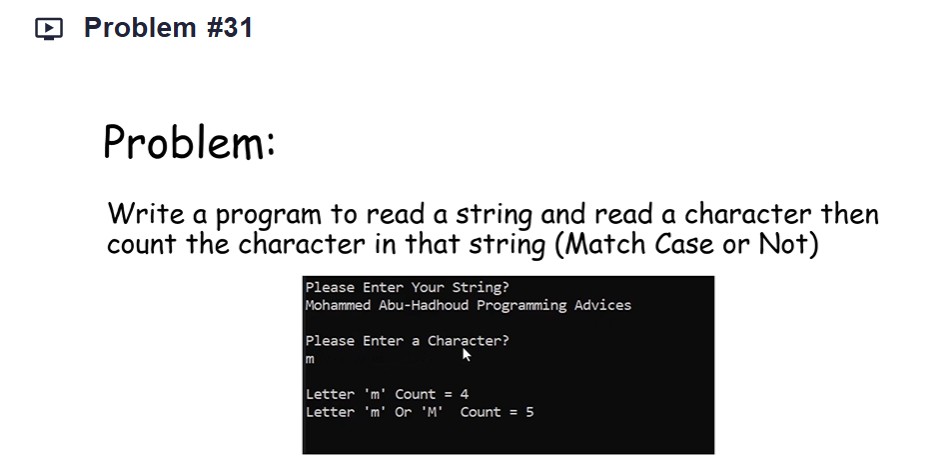 Problem #31
Problem:
Write a program to read a string and read a character then
count the character in that string (Match Case or Not)
Please Enter Your String?
Mohammed Abu-Hadhoud Programming Advices
Please Enter a Character?
m
Letter 'm' Count = 4
Letter 'm' Or 'M'  Count = 5